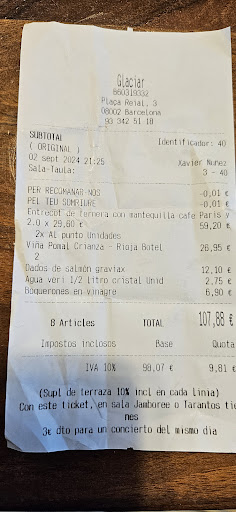 Glaciar
B60319332
Plaça Reial, 3
08002 Barcelona
93 342 51 18
SUBTOTAL
( ORIGINAL ) Identificador: 40
02 sept 2024 21:25 Xavier Nuñez
Sala-Taula: 3 - 40
PER RECOMANAR-NOS -0,01 €
PEL TEU SOMRIURE -0,01 €
Entrecot de ternera con mantequilla cafe Paris y
2.0 x 29,60 € 59,20 €
2x Al punto Unidades
Viña Pomal Crianza - Rioja Botel 26,95 €
2
Dados de salmón gravlax 12,10 €
Agua veri 1/2 litro cristal Unid 2,75 €
Boquerones en vinagre 6,90 €
8 Articles TOTAL 107,88 €
Impostos inclosos Base Quota
IVA 10% 98,07 € 9,81 €
(Supl de terraza 10% incl en cada linia)
Con este ticket, en sala Jamboree o Tarantos tie
nes
3€ dto para un concierto del mismo dia